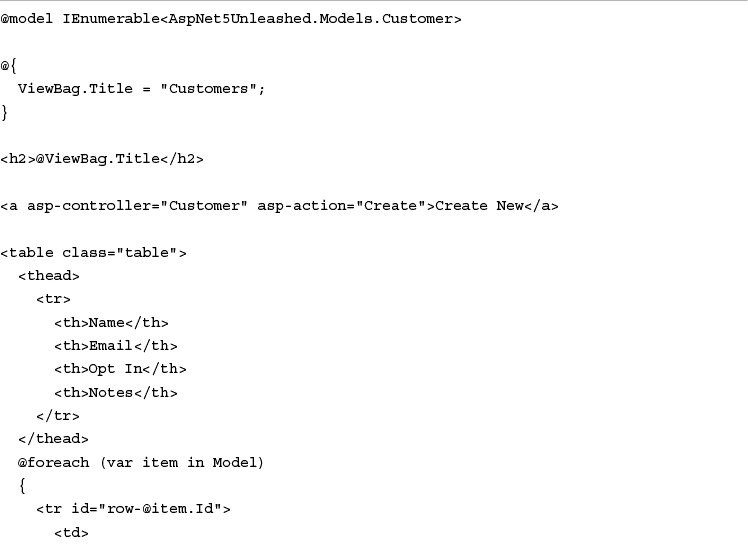 @model IEnumerable<AspNet5Unleashed.Models.Customer>
@{
ViewBag.Title = "Customers";
}
<h2>@ViewBag.Title</h2>
<a asp-controller="Customer" asp-action="Create">Create New</a>
<table class="table">
<thead>
<tr>
<th>Name</th>
<th>Email</th>
<th>Opt In</th>
<th>Notes</th>
</tr>
</thead>
@foreach (var item in Model)
{
<tr id="row-@item.Id">
<td>